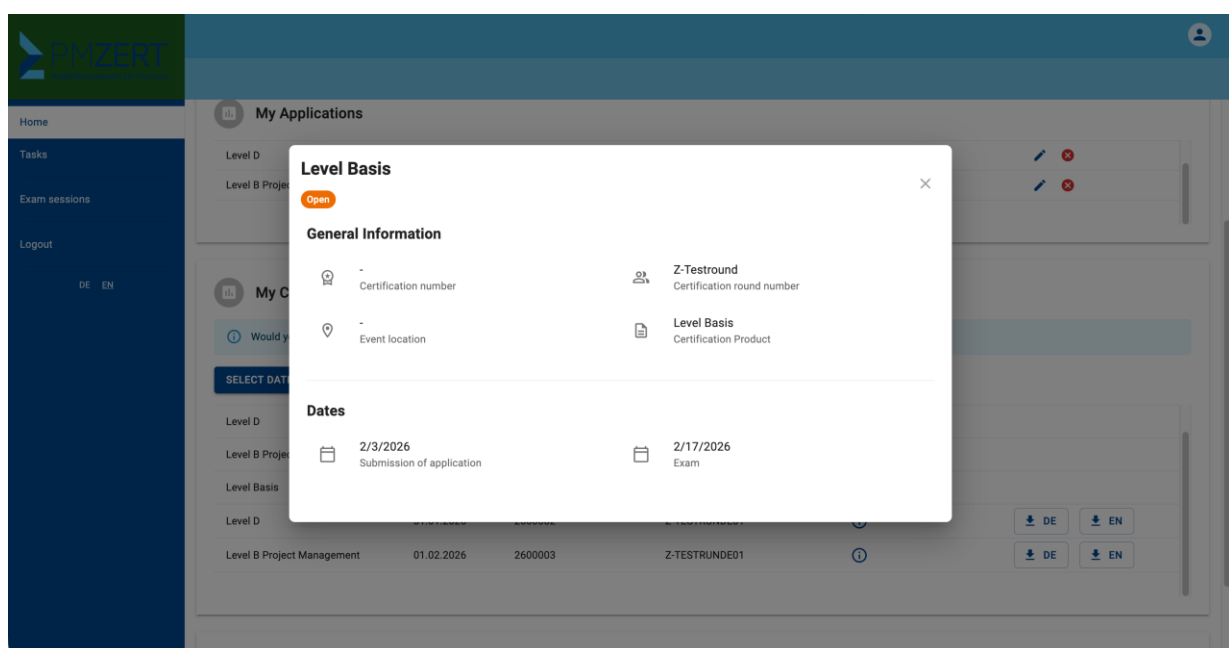 PMZERT
Home
Tasks
Exam sessions
Logout
DE EN
My Applications
Level D
Level B Proje
Level Basis
Open
General Information
-
Certification number
Z-Testround
Certification round number
-
Event location
Level Basis
Certification Product
Dates
2/3/2026
Submission of application
2/17/2026
Exam
My C
Would y
SELECT DAT
Level D
Level B Proje
Level Basis
Level D DE EN
Level B Project Management 01.02.2026 2600003 Z-TESTRUNDE01 DE EN